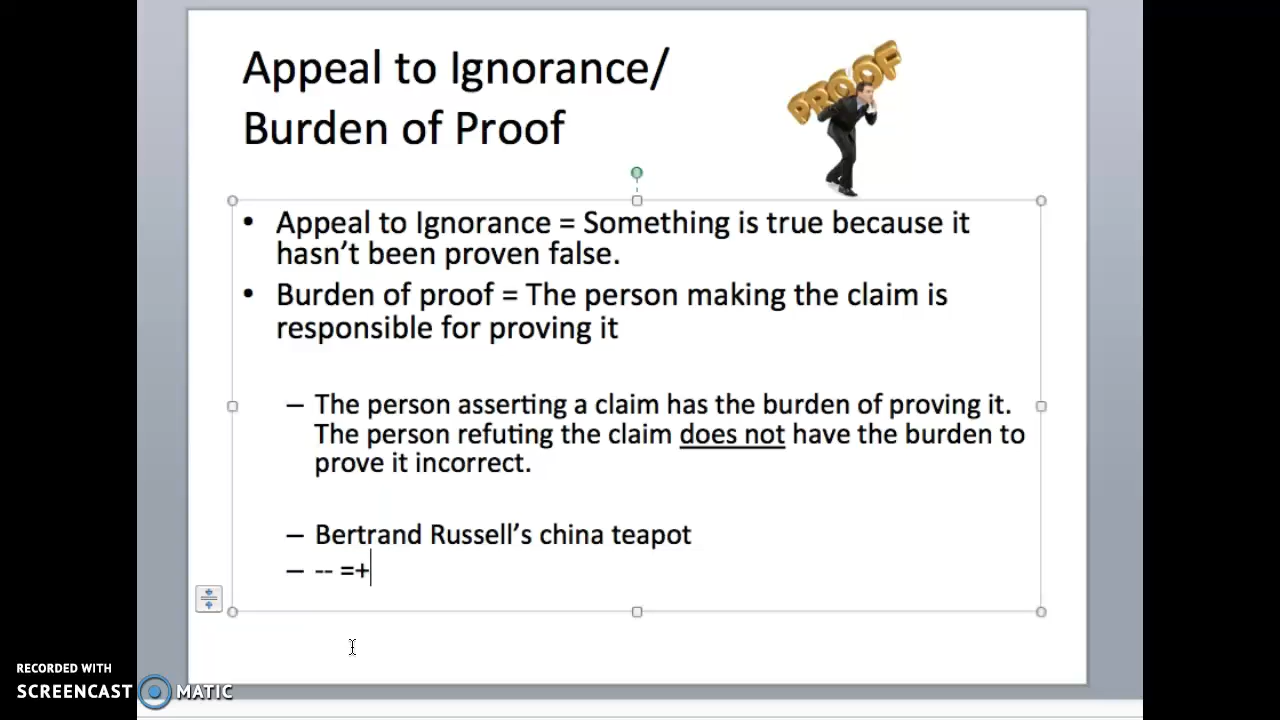 Appeal to Ignorance/
Burden of Proof
PROOF
• Appeal to Ignorance = Something is true because it
hasn’t been proven false.
• Burden of proof = The person making the claim is
responsible for proving it
– The person asserting a claim has the burden of proving it.
The person refuting the claim does not have the burden to
prove it incorrect.
– Bertrand Russell’s china teapot
– -- =+
RECORDED WITH
SCREENCAST MATIC